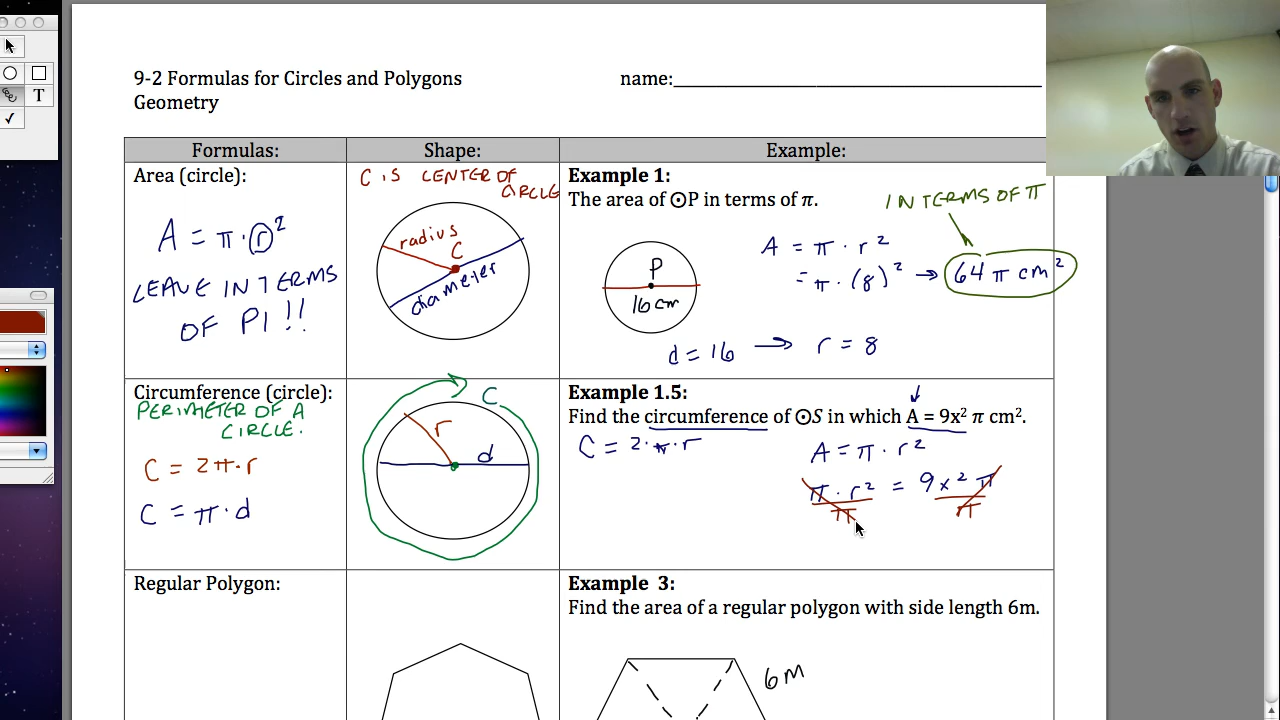 9-2 Formulas for Circles and Polygons
name:
Geometry
Formulas:
Shape:
Example:
Area (circle):
A = π · r²
LEAVE IN TERMS
OF PI !!
C IS CENTER OF
CIRCLE
radius
C
diameter
Example 1:
The area of ⊙P in terms of π.
IN TERMS OF π
P
16 cm
A = π · r²
= π · (8)² → 64 π cm²
d = 16 → r = 8
Circumference (circle):
PERIMETER OF A
CIRCLE.
C = 2π · r
C = π · d
C
r
d
Example 1.5:
Find the circumference of ⊙S in which A = 9x² π cm².
C = 2 · π · r
A = π · r²
π · r² = 9x² π
π π
Regular Polygon:
Example 3:
Find the area of a regular polygon with side length 6m.
6 M
T